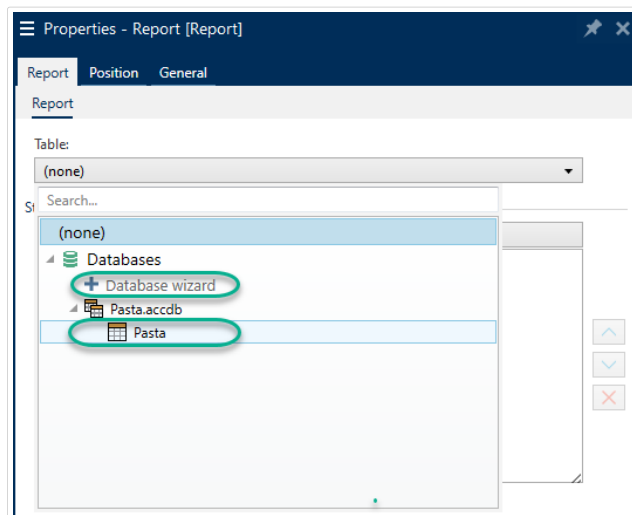 Properties - Report [Report]
Report Position General
Report
Table:
(none)
Search...
(none)
Databases
Database wizard
Pasta.accdb
Pasta